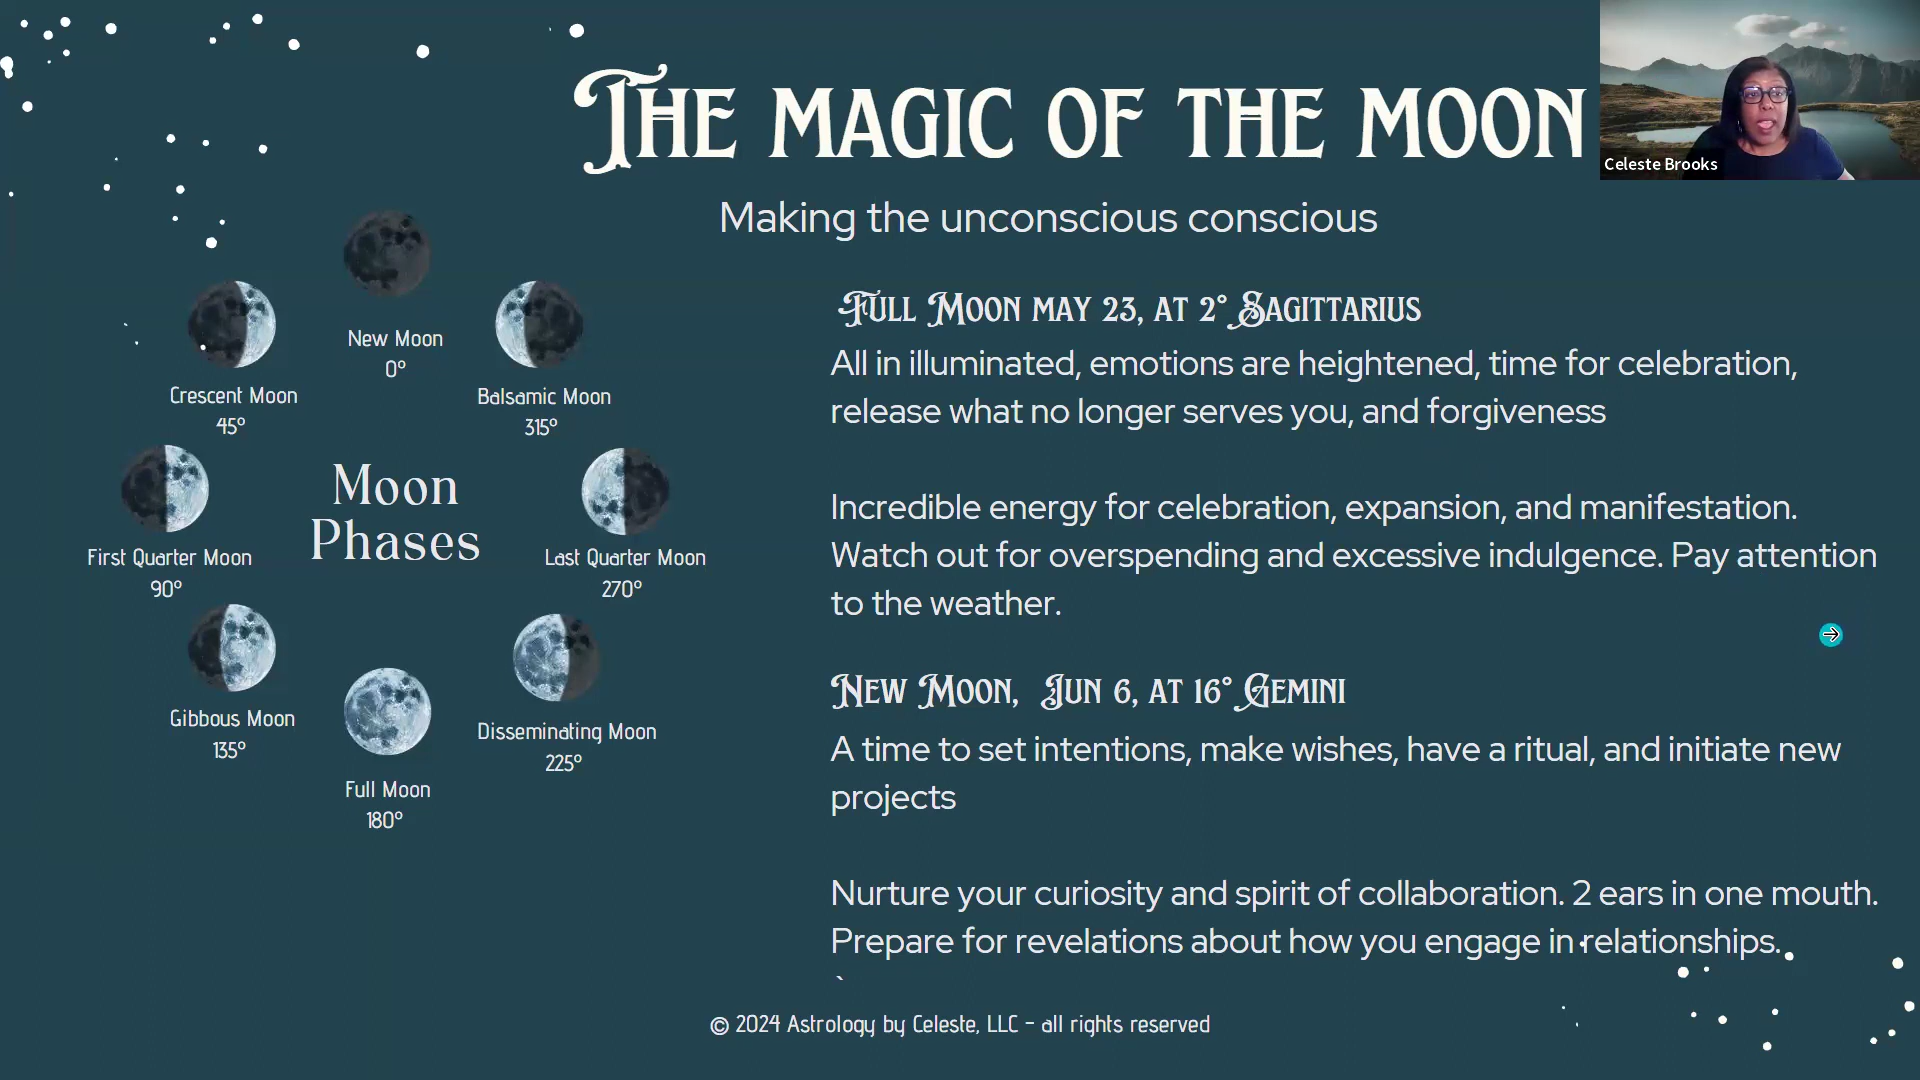 The magic of the moon
Celeste Brooks
Making the unconscious conscious
New Moon
0°
Crescent Moon
45°
Balsamic Moon
315°
Moon
Phases
First Quarter Moon
90°
Last Quarter Moon
270°
Gibbous Moon
135°
Disseminating Moon
225°
Full Moon
180°
Full Moon may 23, at 2° Sagittarius
All in illuminated, emotions are heightened, time for celebration,
release what no longer serves you, and forgiveness
Incredible energy for celebration, expansion, and manifestation.
Watch out for overspending and excessive indulgence. Pay attention
to the weather.
New Moon, Jun 6, at 16° Gemini
A time to set intentions, make wishes, have a ritual, and initiate new
projects
Nurture your curiosity and spirit of collaboration. 2 ears in one mouth.
Prepare for revelations about how you engage in relationships.
`
© 2024 Astrology by Celeste, LLC - all rights reserved